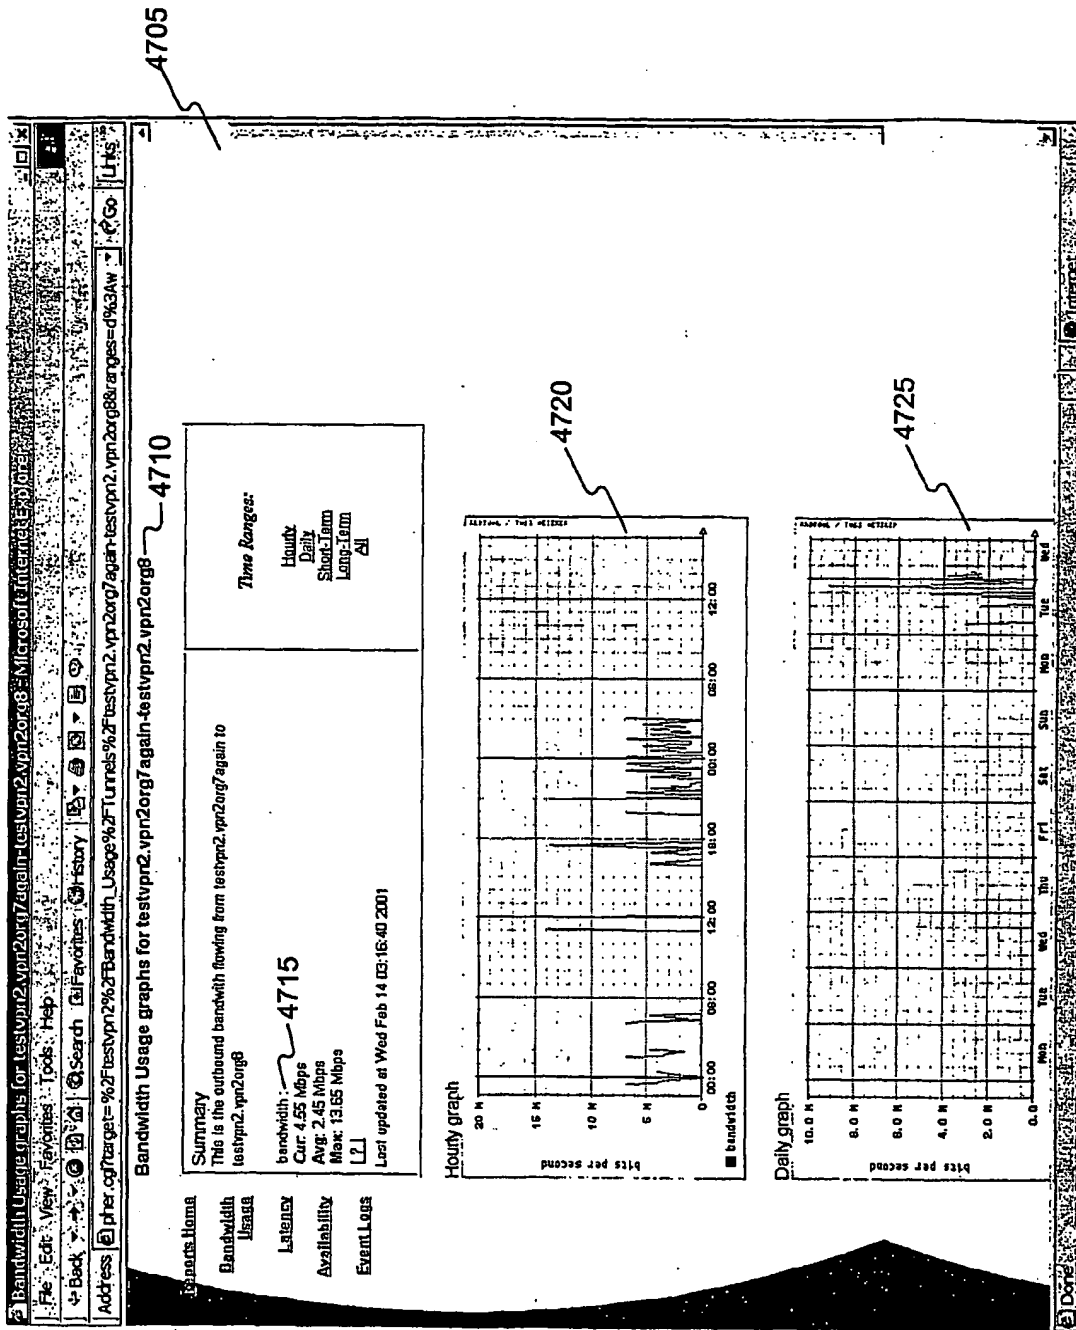 Bandwidth Usage graphs for testvpn2.vpn2org7again-testvpn2.vpn2org8 - Microsoft Internet Explorer
File Edit View Favorites Tools Help
Back Search Favorites History
Address pher.cgi?target=%2Ftestvpn2%2FBandwidth_Usage%2FTunnels%2Ftestvpn2.vpn2org7again-testvpn2.vpn2org8&ranges=d%3Aw Go Links
4705
Bandwidth Usage graphs for testvpn2.vpn2org7again-testvpn2.vpn2org8
4710
Reports Home
Bandwidth
Usage
Latency
Availability
Event Logs
Summary
This is the outbound bandwith flowing from testvpn2.vpn2org7again to
testvpn2.vpn2org8
bandwidth :
4715
Cur: 4.55 Mbps
Avg: 2.45 Mbps
Max: 13.65 Mbps
[?]
Last updated at Wed Feb 14 03:16:40 2001
Time Ranges:
Hourly
Daily
Short-Term
Long-Term
All
Hourly graph
4720
bits per second
20 M
15 M
10 M
5 M
0
00:00 08:00 12:00 18:00 00:00 06:00 12:00
bandwidth
Daily graph
4725
bits per second
10.0 M
8.0 M
6.0 M
4.0 M
2.0 M
0.0
Mon Tue Wed Thu Fri Sat Sun Mon Tue Wed
Done Internet